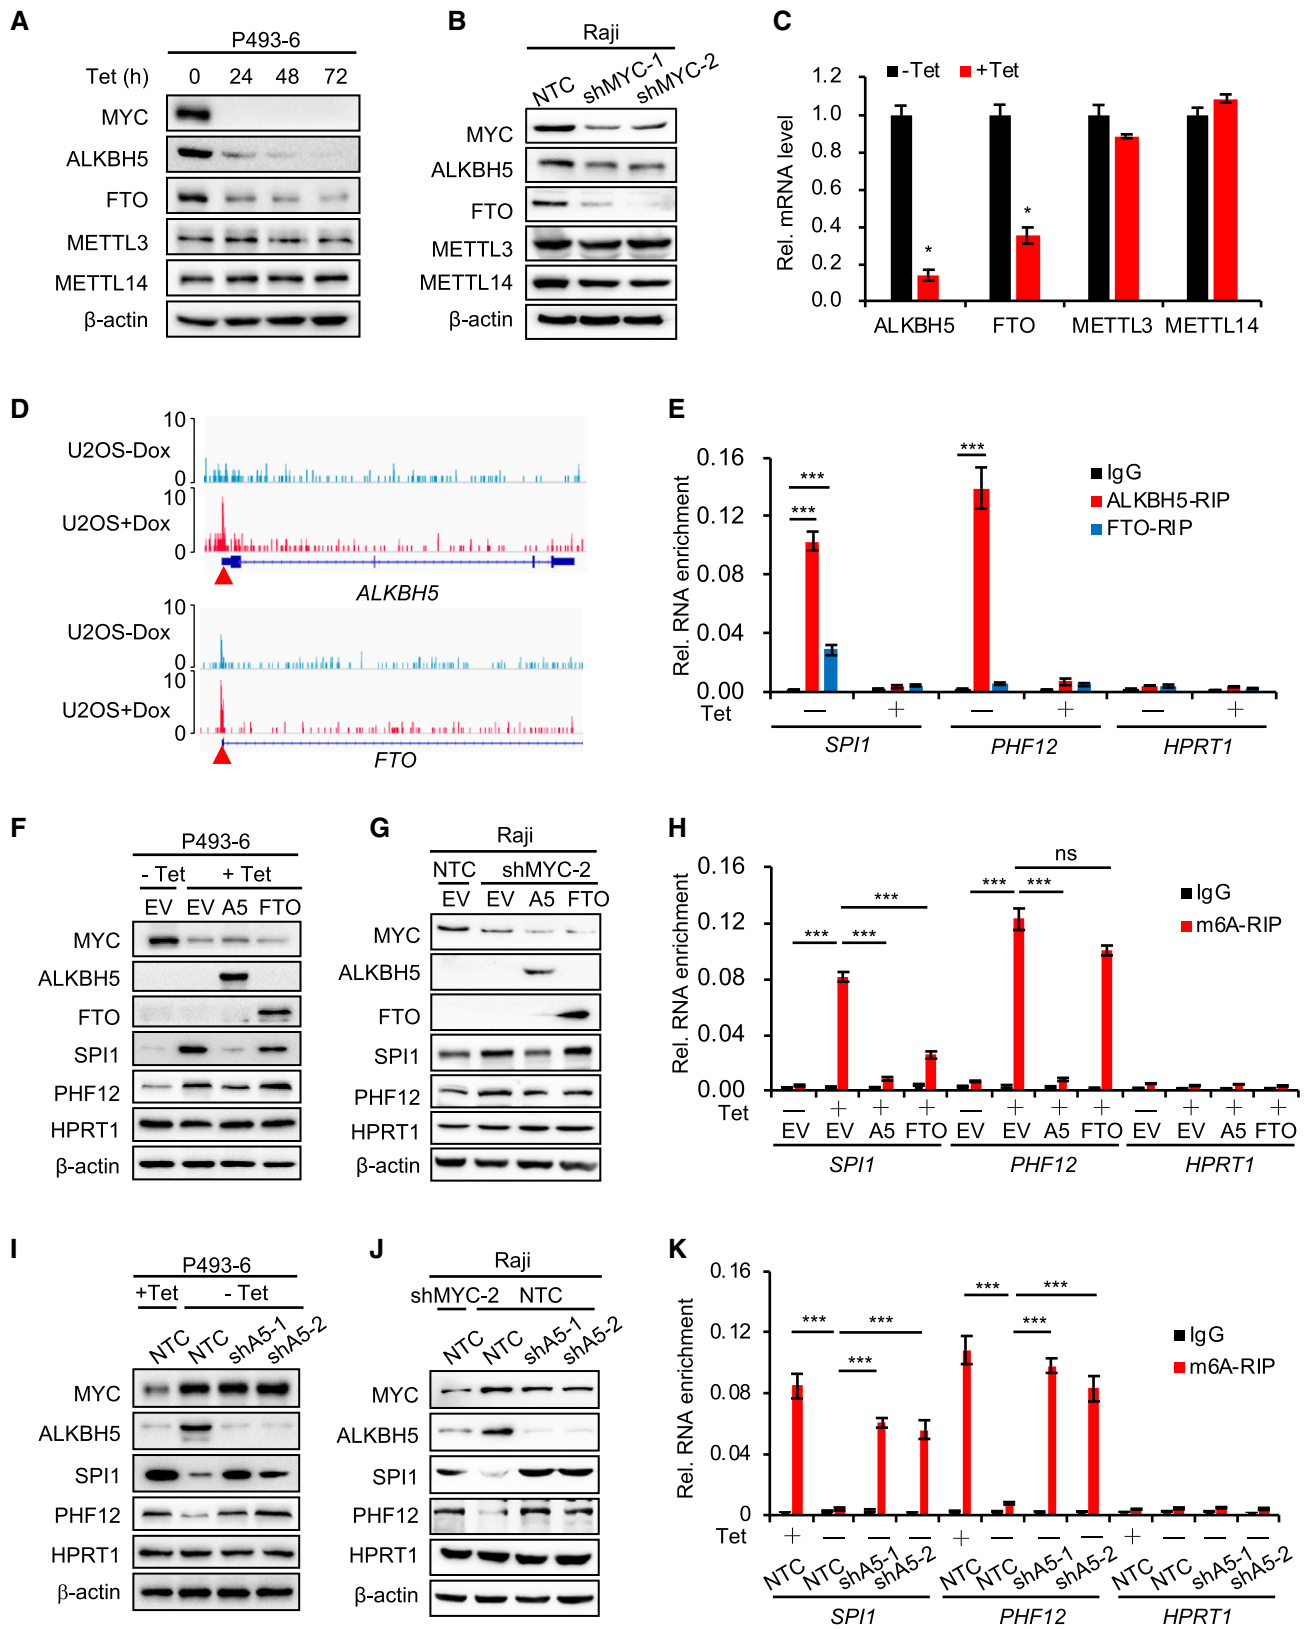 A
P493-6
Tet (h) 0 24 48 72
MYC
ALKBH5
FTO
METTL3
METTL14
β-actin
B
Raji
NTC shMYC-1 shMYC-2
MYC
ALKBH5
FTO
METTL3
METTL14
β-actin
C
-Tet +Tet
Rel. mRNA level
1.2
1.0
0.8
0.6
0.4
0.2
0.0
* *
ALKBH5 FTO METTL3 METTL14
D
10
U2OS-Dox
0
10
U2OS+Dox
0
ALKBH5
10
U2OS-Dox
0
10
U2OS+Dox
0
FTO
E
Rel. RNA enrichment
0.16
0.12
0.08
0.04
0.00
*** *** ***
IgG
ALKBH5-RIP
FTO-RIP
Tet — + — + — +
SPI1 PHF12 HPRT1
F
P493-6
- Tet + Tet
EV EV A5 FTO
MYC
ALKBH5
FTO
SPI1
PHF12
HPRT1
β-actin
G
Raji
NTC shMYC-2
EV EV A5 FTO
MYC
ALKBH5
FTO
SPI1
PHF12
HPRT1
β-actin
H
Rel. RNA enrichment
0.16
0.12
0.08
0.04
0.00
*** *** *** *** *** ns
IgG
m6A-RIP
Tet — + + + — + + + — + + +
EV EV A5 FTO EV EV A5 FTO EV EV A5 FTO
SPI1 PHF12 HPRT1
I
P493-6
+Tet - Tet
NTC NTC shA5-1 shA5-2
MYC
ALKBH5
SPI1
PHF12
HPRT1
β-actin
J
Raji
shMYC-2 NTC
NTC NTC shA5-1 shA5-2
MYC
ALKBH5
SPI1
PHF12
HPRT1
β-actin
K
Rel. RNA enrichment
0.16
0.12
0.08
0.04
0
*** *** *** *** *** ***
IgG
m6A-RIP
Tet + — — — + — — — + — — —
NTC NTC shA5-1 shA5-2 NTC NTC shA5-1 shA5-2 NTC NTC shA5-1 shA5-2
SPI1 PHF12 HPRT1